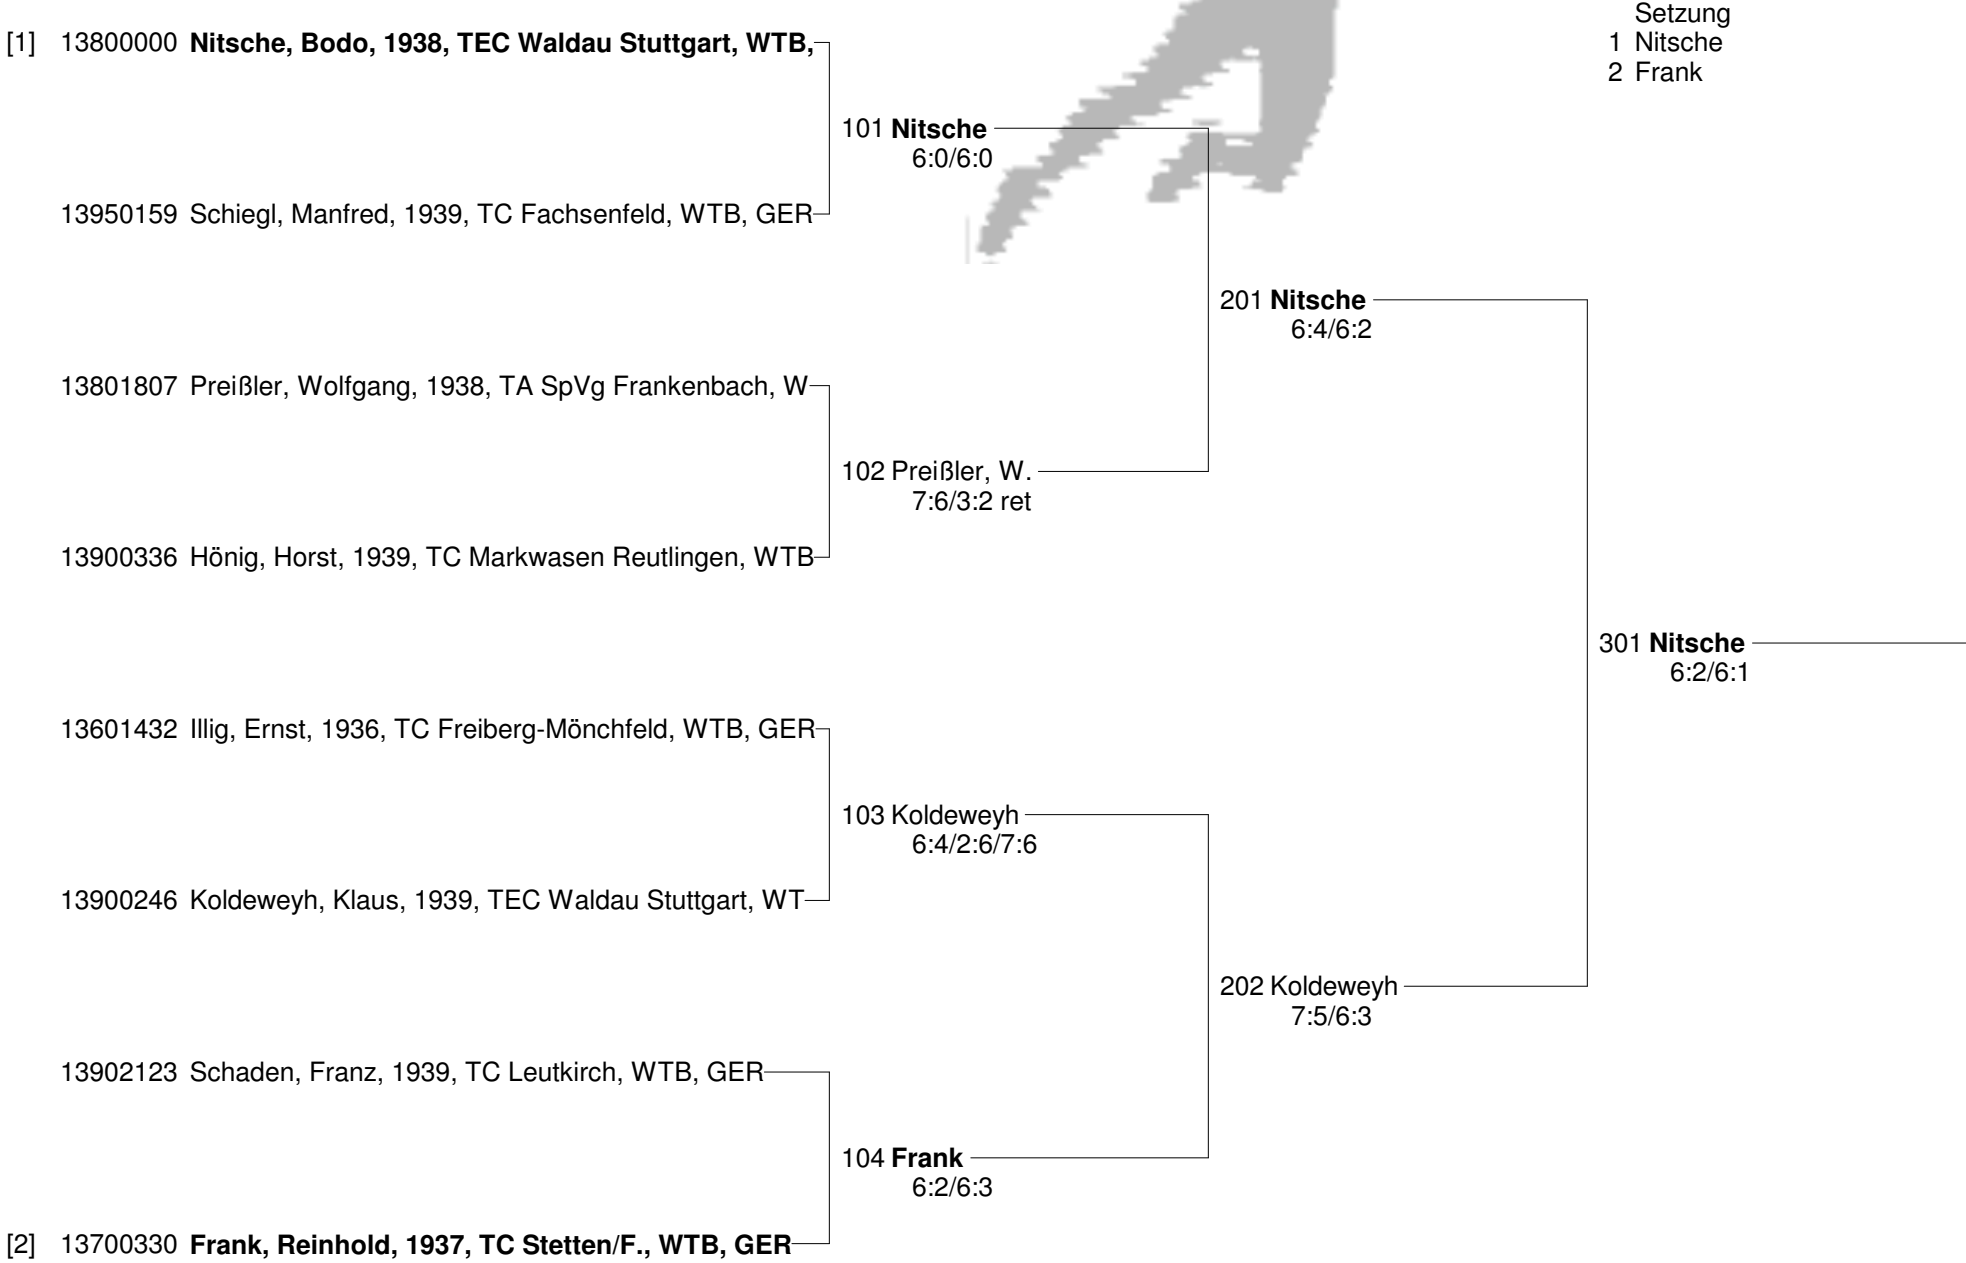 Setzung
1 Nitsche
2 Frank
[1] 13800000 Nitsche, Bodo, 1938, TEC Waldau Stuttgart, WTB,
101 Nitsche
6:0/6:0
13950159 Schiegl, Manfred, 1939, TC Fachsenfeld, WTB, GER
201 Nitsche
6:4/6:2
13801807 Preißler, Wolfgang, 1938, TA SpVg Frankenbach, W
102 Preißler, W.
7:6/3:2 ret
13900336 Hönig, Horst, 1939, TC Markwasen Reutlingen, WTB
301 Nitsche
6:2/6:1
13601432 Illig, Ernst, 1936, TC Freiberg-Mönchfeld, WTB, GER
103 Koldeweyh
6:4/2:6/7:6
13900246 Koldeweyh, Klaus, 1939, TEC Waldau Stuttgart, WT
202 Koldeweyh
7:5/6:3
13902123 Schaden, Franz, 1939, TC Leutkirch, WTB, GER
104 Frank
6:2/6:3
[2] 13700330 Frank, Reinhold, 1937, TC Stetten/F., WTB, GER